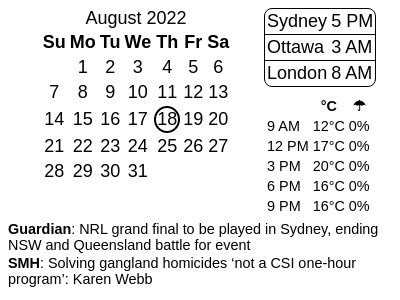 August 2022
Su Mo Tu We Th Fr Sa
1 2 3 4 5 6
7 8 9 10 11 12 13
14 15 16 17 18 19 20
21 22 23 24 25 26 27
28 29 30 31
Sydney 5 PM
Ottawa 3 AM
London 8 AM
°C ☂
9 AM 12°C 0%
12 PM 17°C 0%
3 PM 20°C 0%
6 PM 16°C 0%
9 PM 16°C 0%
Guardian: NRL grand final to be played in Sydney, ending
NSW and Queensland battle for event
SMH: Solving gangland homicides ‘not a CSI one-hour
program’: Karen Webb